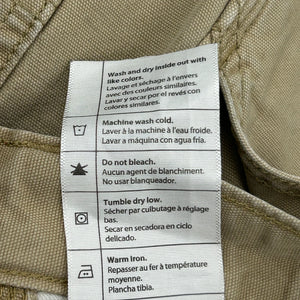 Wash and dry inside out with
like colors.
Lavage et séchage à l'envers
avec des couleurs similaires.
Lavar y secar por el revés con
colores similares.
Machine wash cold.
Laver à la machine à l'eau froide.
Lavar a máquina con agua fría.
Do not bleach.
Aucun agent de blanchiment.
No usar blanqueador.
Tumble dry low.
Sécher par culbutage à réglage
bas.
Secar en secadora en ciclo
delicado.
Warm iron.
Repasser au fer à température
moyenne.
Plancha tibia.